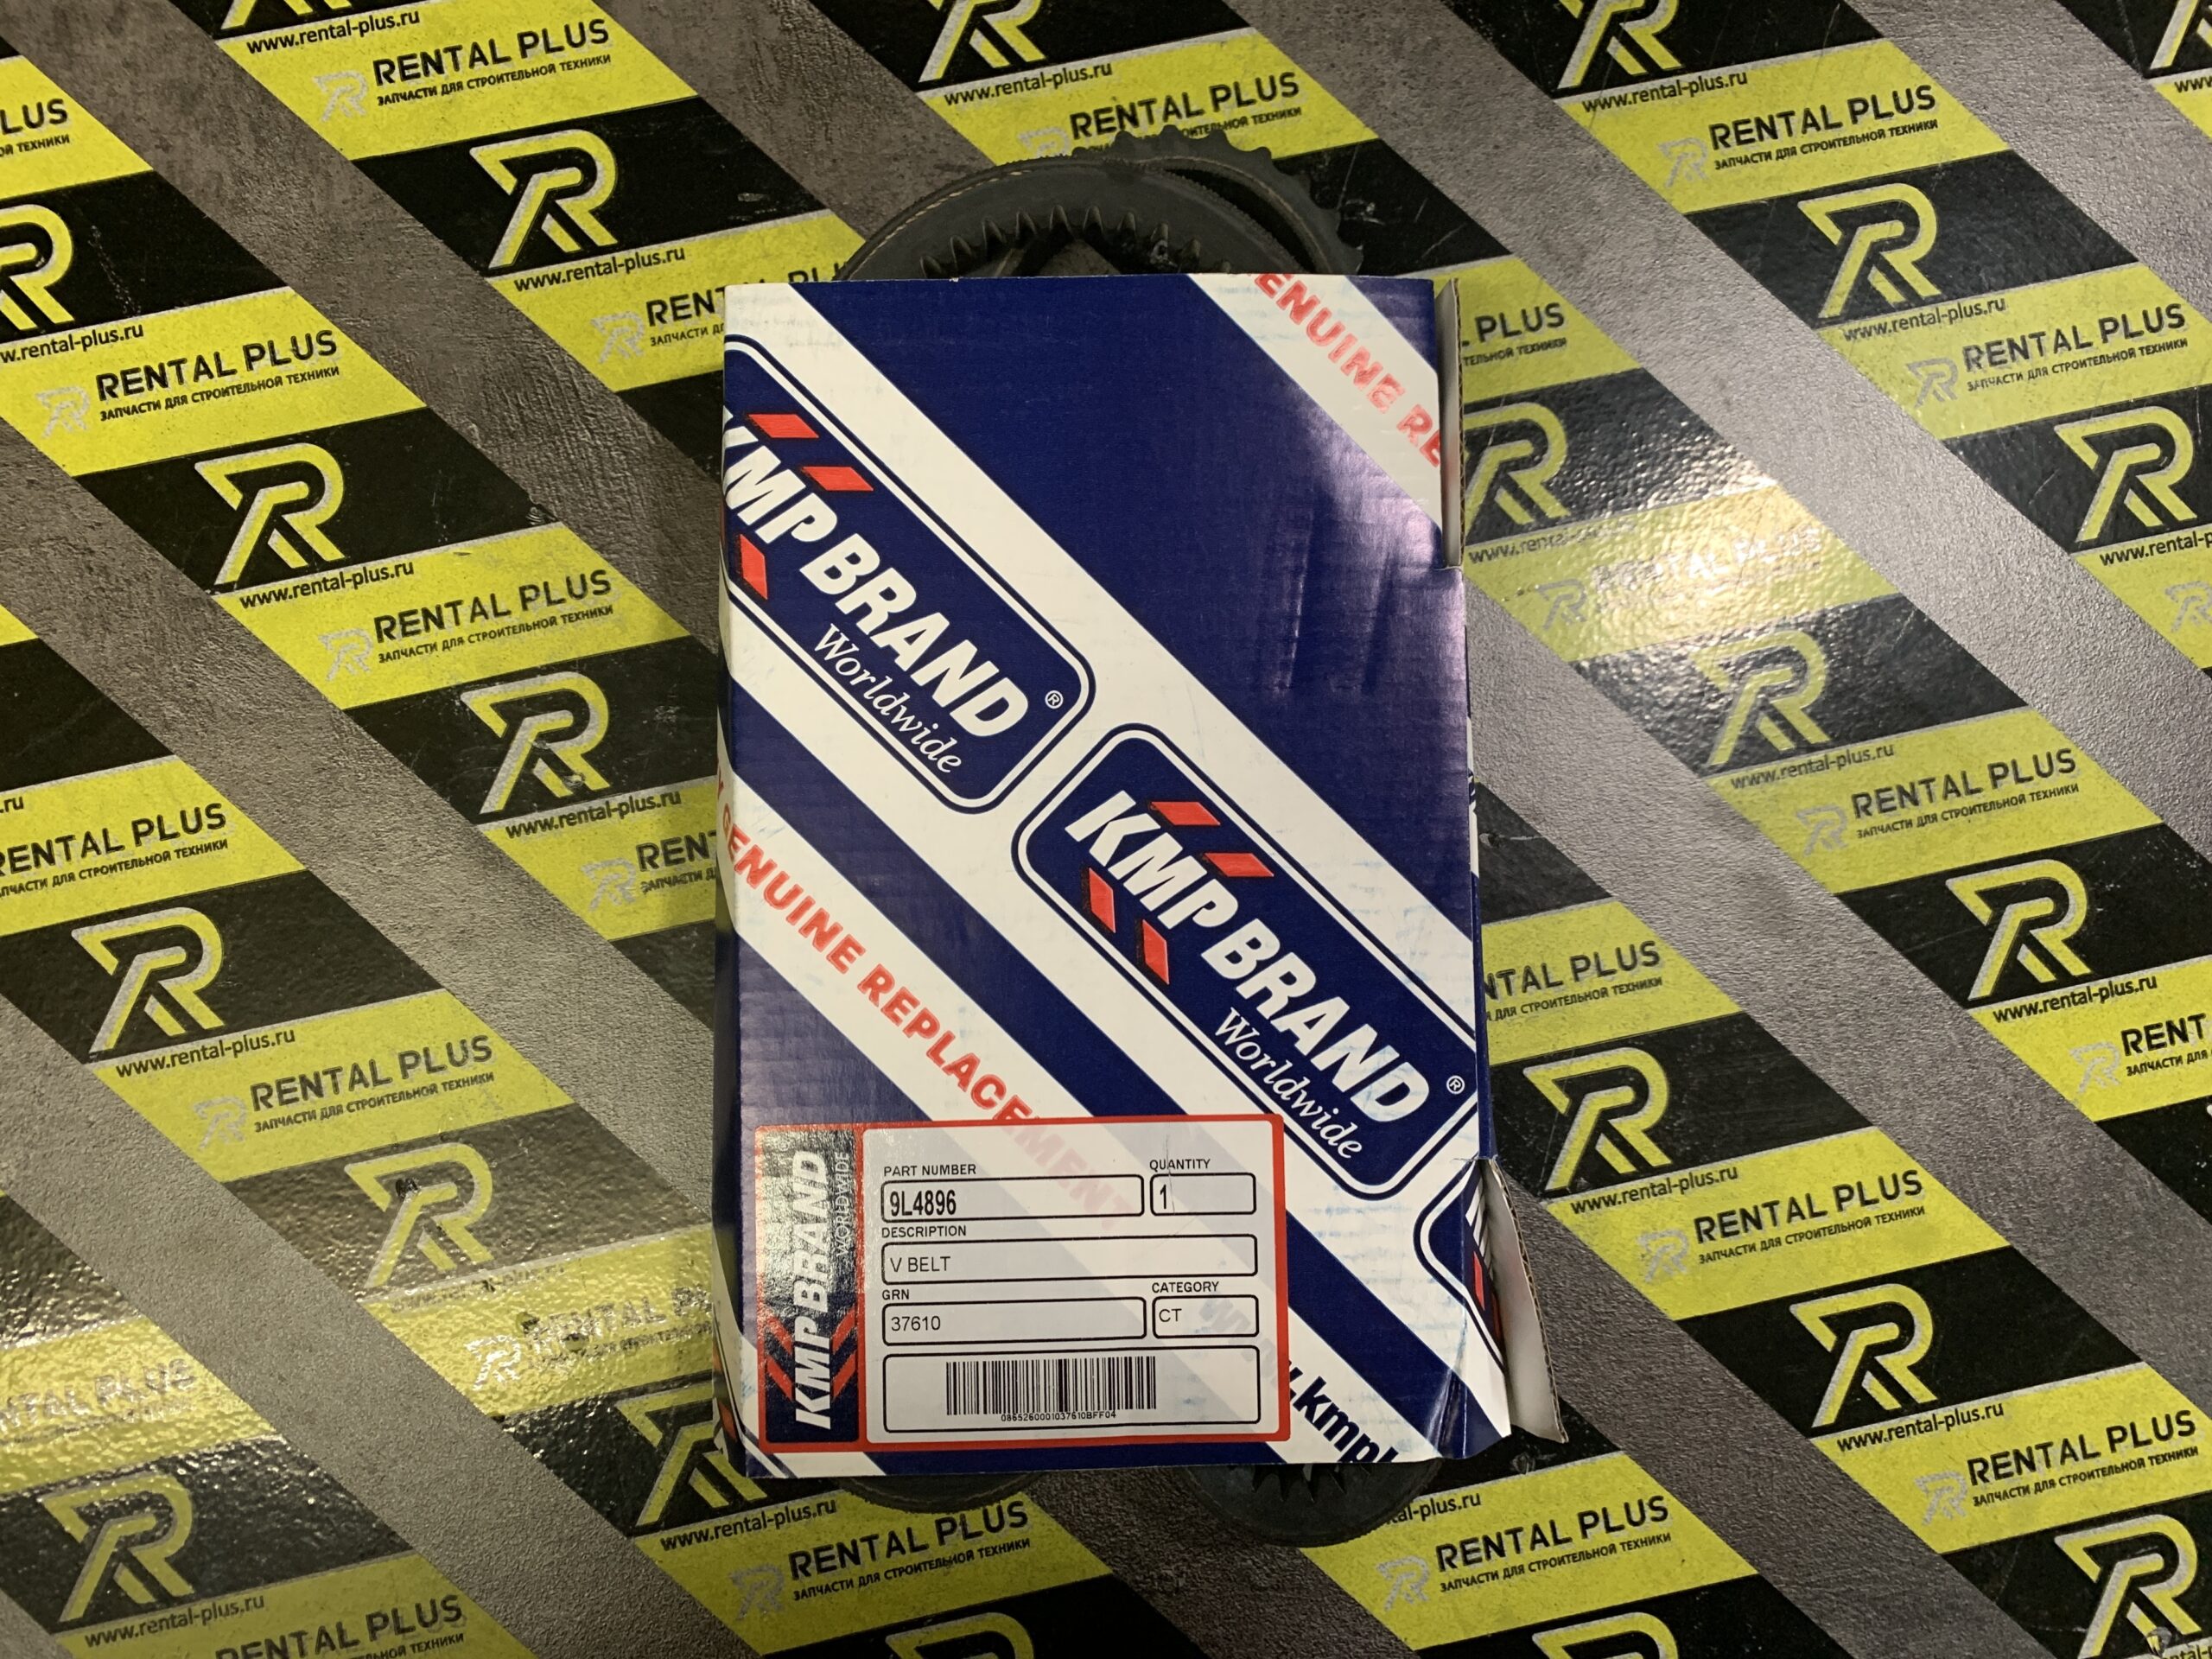 www.rental-plus.ru
RENTAL PLUS
ЗАПЧАСТИ ДЛЯ СТРОИТЕЛЬНОЙ ТЕХНИКИ
GENUINE
KMP BRAND ®
Worldwide
KMP BRAND ®
Worldwide
GENUINE REPLACEMENT
KMP BRAND
WORLDWIDE
PART NUMBER
9L4896
QUANTITY
1
DESCRIPTION
V BELT
GRN
37610
CATEGORY
CT
0865260001037610BFF04